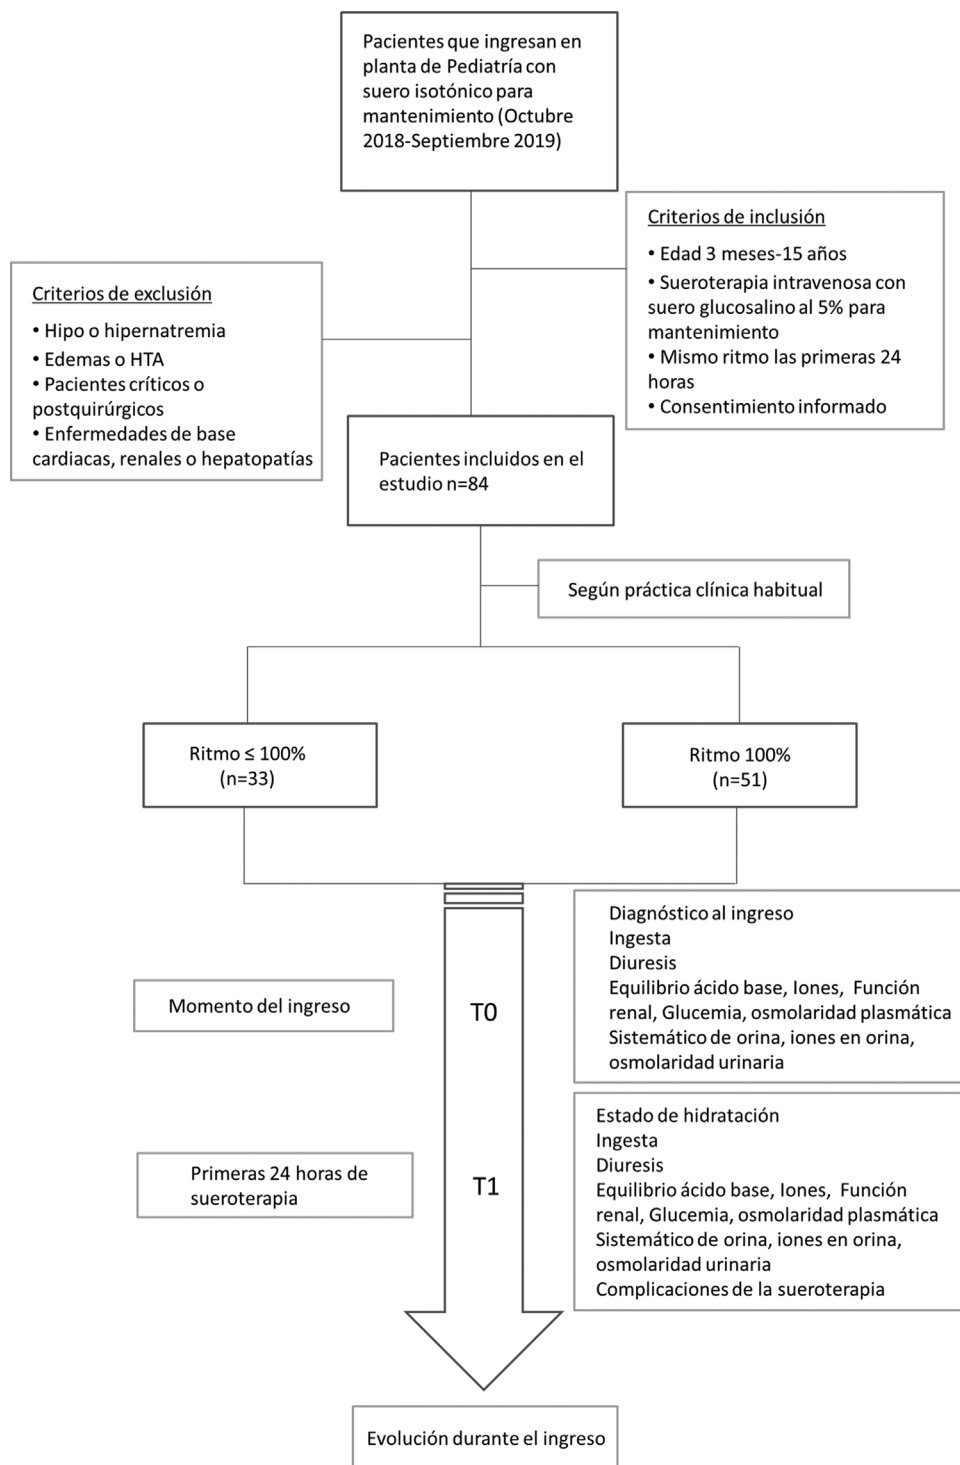 Pacientes que ingresan en
planta de Pediatría con
suero isotónico para
mantenimiento (Octubre
2018-Septiembre 2019)
Criterios de inclusión
• Edad 3 meses-15 años
• Sueroterapia intravenosa con
suero glucosalino al 5% para
mantenimiento
• Mismo ritmo las primeras 24
horas
• Consentimiento informado
Criterios de exclusión
• Hipo o hipernatremia
• Edemas o HTA
• Pacientes críticos o
postquirúrgicos
• Enfermedades de base
cardiacas, renales o hepatopatías
Pacientes incluidos en el
estudio n=84
Según práctica clínica habitual
Ritmo ≤ 100%
(n=33)
Ritmo 100%
(n=51)
Momento del ingreso
T0
Diagnóstico al ingreso
Ingesta
Diuresis
Equilibrio ácido base, Iones, Función
renal, Glucemia, osmolaridad plasmática
Sistemático de orina, iones en orina,
osmolaridad urinaria
Primeras 24 horas de
sueroterapia
T1
Estado de hidratación
Ingesta
Diuresis
Equilibrio ácido base, Iones, Función
renal, Glucemia, osmolaridad plasmática
Sistemático de orina, iones en orina,
osmolaridad urinaria
Complicaciones de la sueroterapia
Evolución durante el ingreso